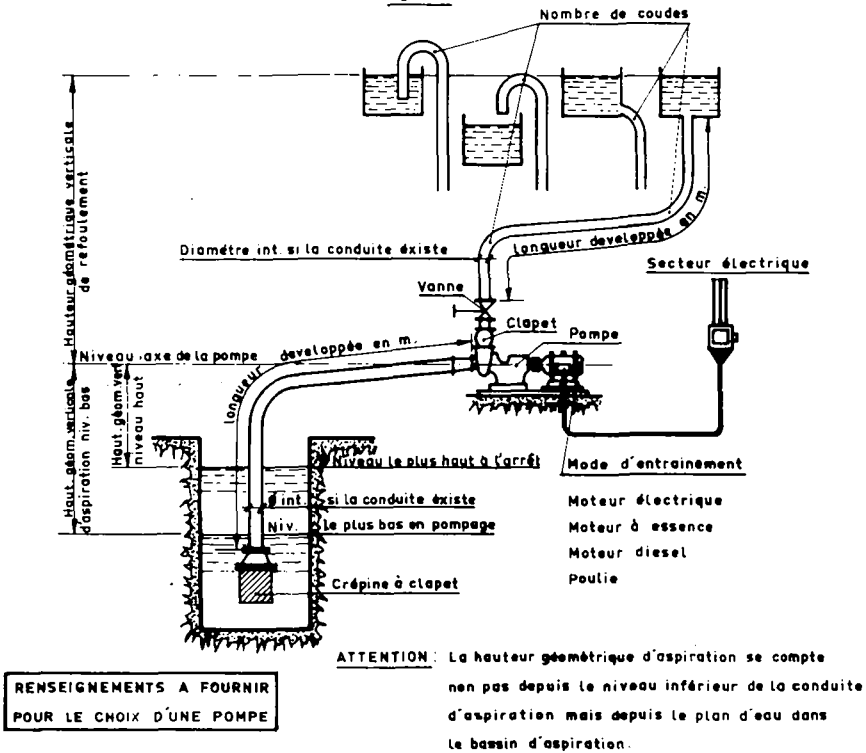 Nombre de coudes
Hauteur géométrique verticale
de refoulement
Diamétre int. si la conduite éxiste
longueur developpée en m.
Secteur électrique
Vanne
Clapet
Pompe
Niveau axe de la pompe
longueur developpée en m.
Haut. géom. verticale
d'aspiration niv. bas
Haut. géom. vert
niveau haut
Niveau le plus haut à l'arrêt
Mode d'entrainement
ø int. si la conduite éxiste
Moteur électrique
Niv. le plus bas en pompage
Moteur à essence
Moteur diesel
Poulie
Crépine à clapet
ATTENTION : La hauteur géométrique d'aspiration se compte
non pas depuis le niveau inférieur de la conduite
d'aspiration mais depuis le plan d'eau dans
le bassin d'aspiration.
RENSEIGNEMENTS A FOURNIR
POUR LE CHOIX D'UNE POMPE